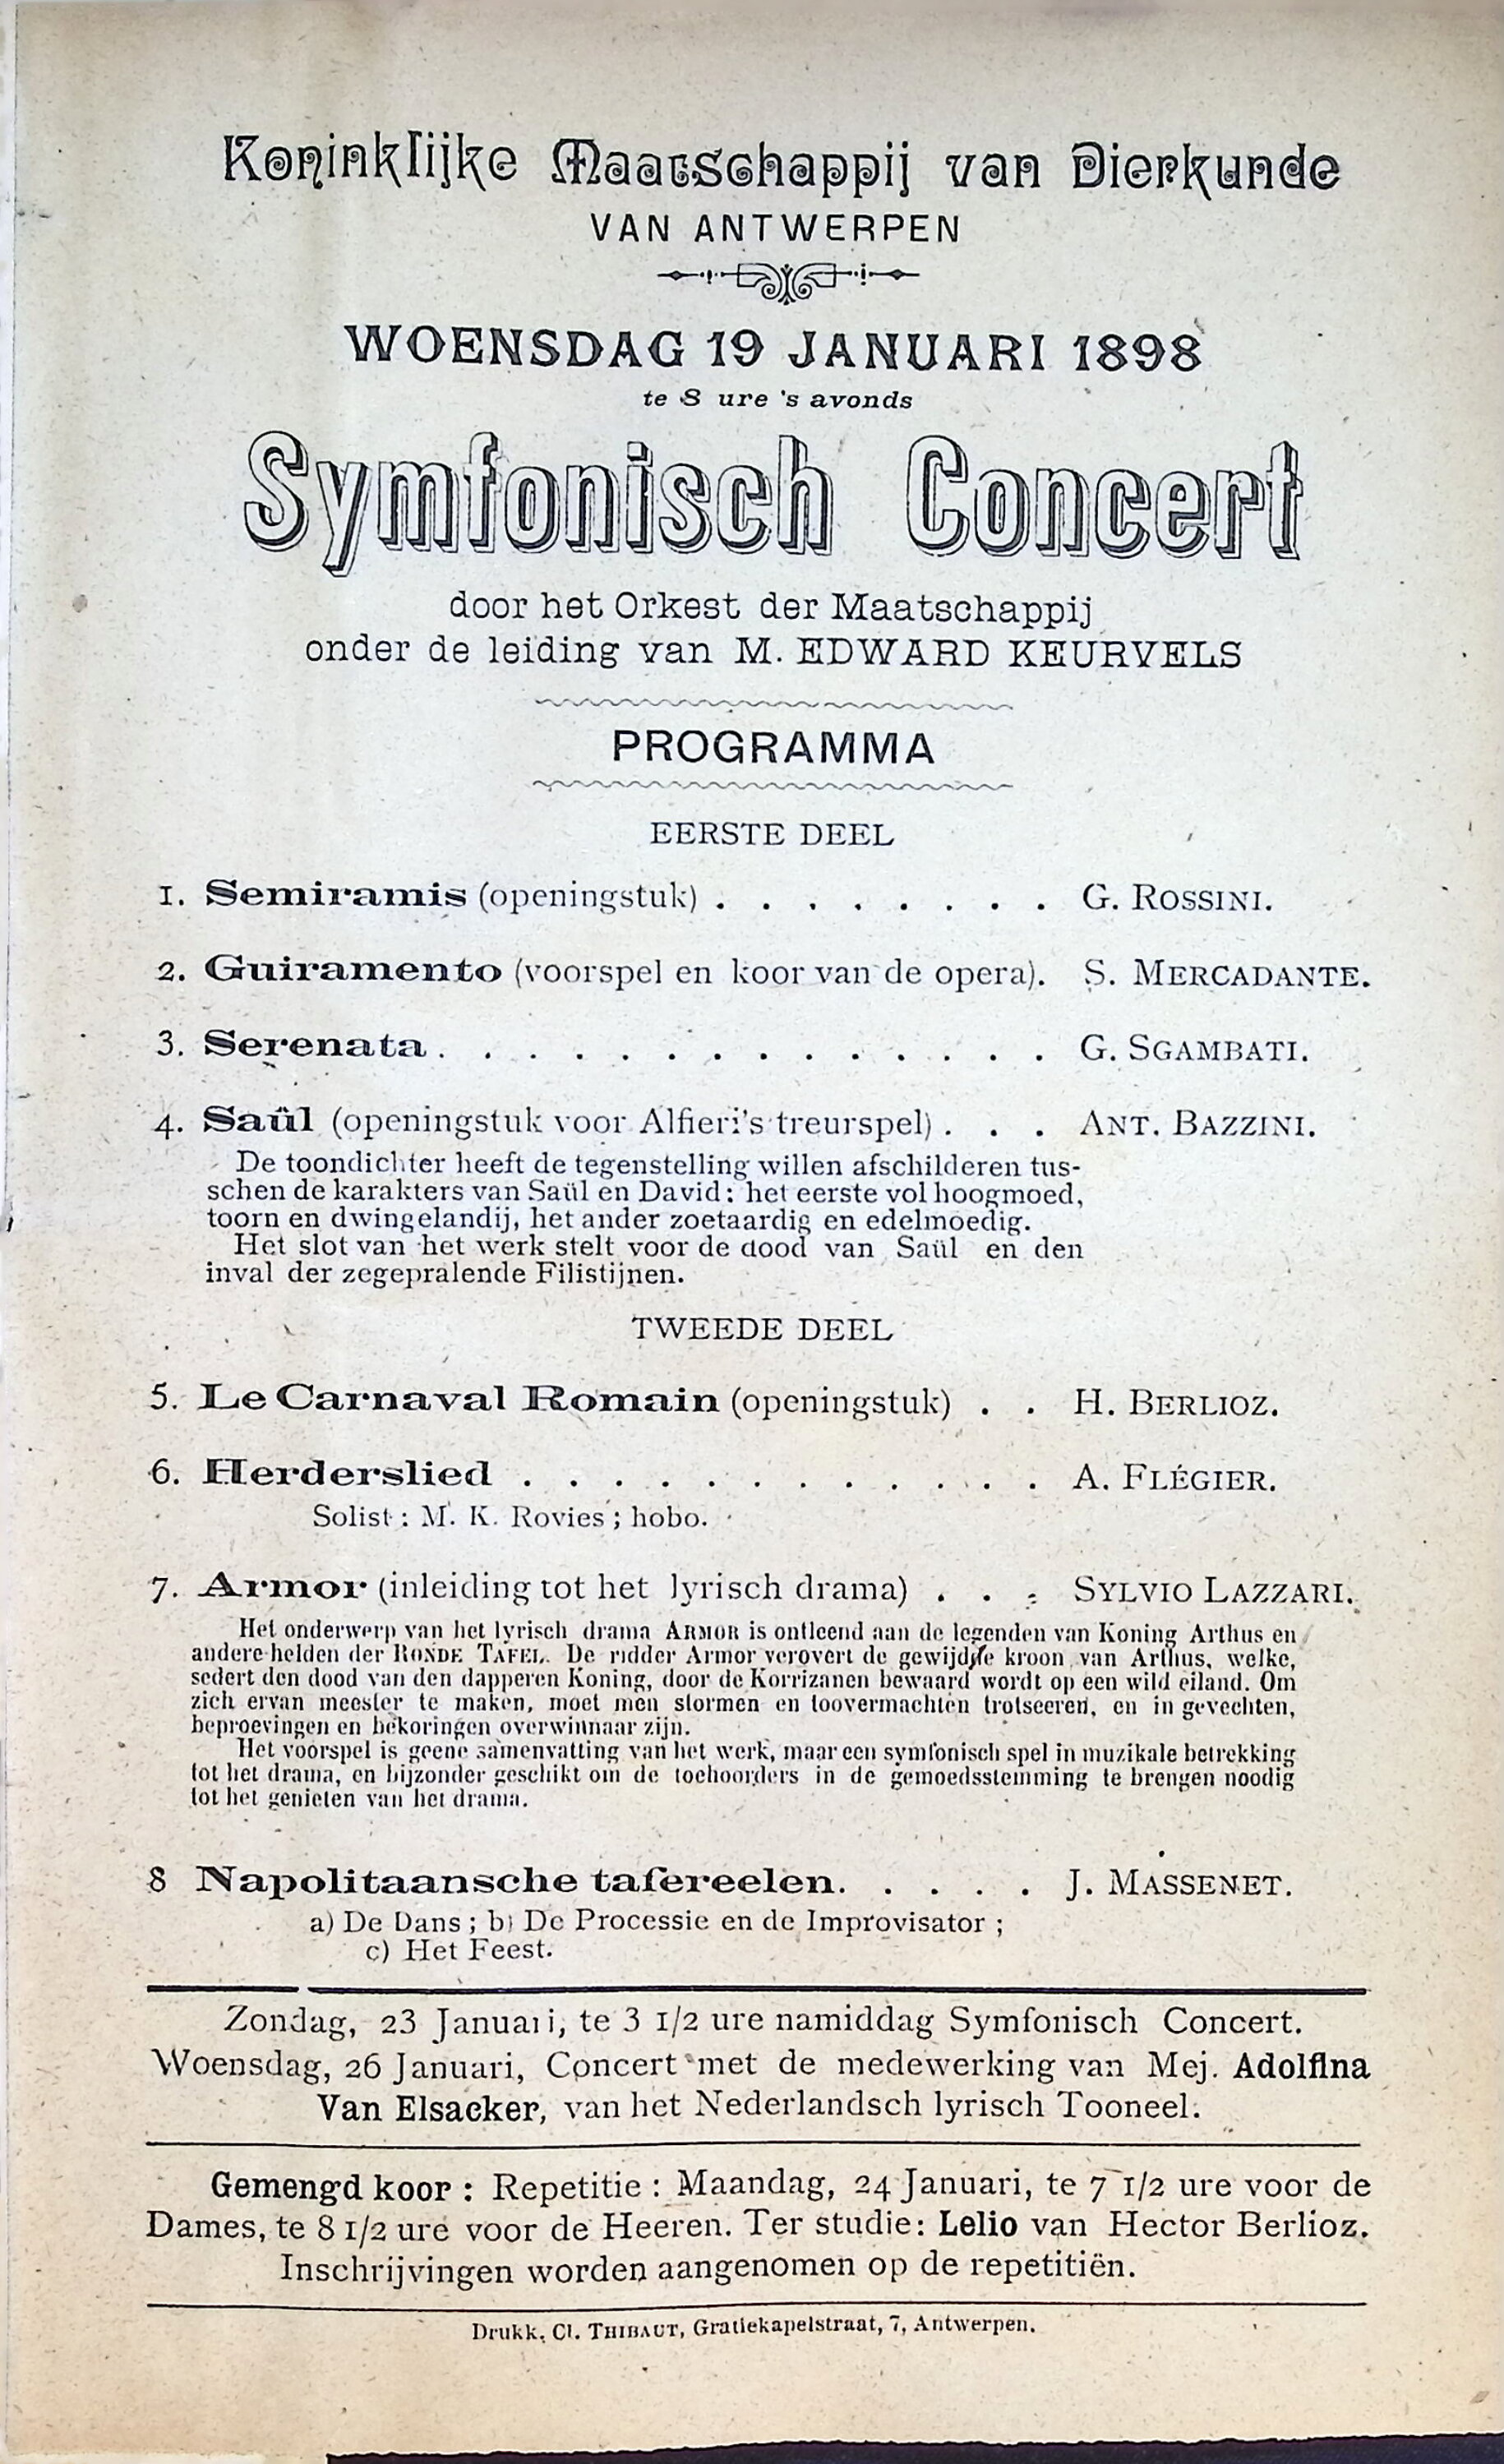 Koninklijke Maatschappij van Dierkunde
VAN ANTWERPEN
WOENSDAG 19 JANUARI 1898
te 8 ure 's avonds
Symfonisch Concert
door het Orkest der Maatschappij
onder de leiding van M. EDWARD KEURVELS
PROGRAMMA
EERSTE DEEL
1. Semiramis (openingstuk) . . . . . . . . G. ROSSINI.
2. Guiramento (voorspel en koor van de opera). S. MERCADANTE.
3. Serenata . . . . . . . . . . . . . . G. SGAMBATI.
4. Saül (openingstuk voor Alfieri's treurspel) . . . ANT. BAZZINI.
De toondichter heeft de tegenstelling willen afschilderen tus-
schen de karakters van Saül en David: het eerste vol hoogmoed,
toorn en dwingelandij, het ander zoetaardig en edelmoedig.
Het slot van het werk stelt voor de dood van Saül en den
inval der zegepralende Filistijnen.
TWEEDE DEEL
5. Le Carnaval Romain (openingstuk) . . H. BERLIOZ.
6. Herderslied . . . . . . . . . . . . A. FLÉGIER.
Solist : M. K. Rovies ; hobo.
7. Armor (inleiding tot het lyrisch drama) . . . SYLVIO LAZZARI.
Het onderwerp van het lyrisch drama ARMOR is ontleend aan de legenden van Koning Arthus en
andere helden der RONDE TAFEL. De ridder Armor verovert de gewijdde kroon van Arthus, welke,
sedert den dood van den dapperen Koning, door de Korrizanen bewaard wordt op een wild eiland. Om
zich ervan meester te maken, moet men stormen en toovermachten trotseeren, en in gevechten,
beproevingen en bekoringen overwinnaar zijn.
Het voorspel is geene samenvatting van het werk, maar een symfonisch spel in muzikale betrekking
tot het drama, en bijzonder geschikt om de toehoorders in de gemoedsstemming te brengen noodig
tot het genieten van het drama.
8 Napolitaansche tafereelen. . . . . J. MASSENET.
a) De Dans ; b) De Processie en de Improvisator ;
c) Het Feest.
Zondag, 23 Januari, te 3 1/2 ure namiddag Symfonisch Concert.
Woensdag, 26 Januari, Concert met de medewerking van Mej. Adolfina
Van Elsacker, van het Nederlandsch lyrisch Tooneel.
Gemengd koor : Repetitie : Maandag, 24 Januari, te 7 1/2 ure voor de
Dames, te 8 1/2 ure voor de Heeren. Ter studie: Lelio van Hector Berlioz.
Inschrijvingen worden aangenomen op de repetitiën.
Drukk. Cl. THIBAUT, Gratiekapelstraat, 7, Antwerpen.